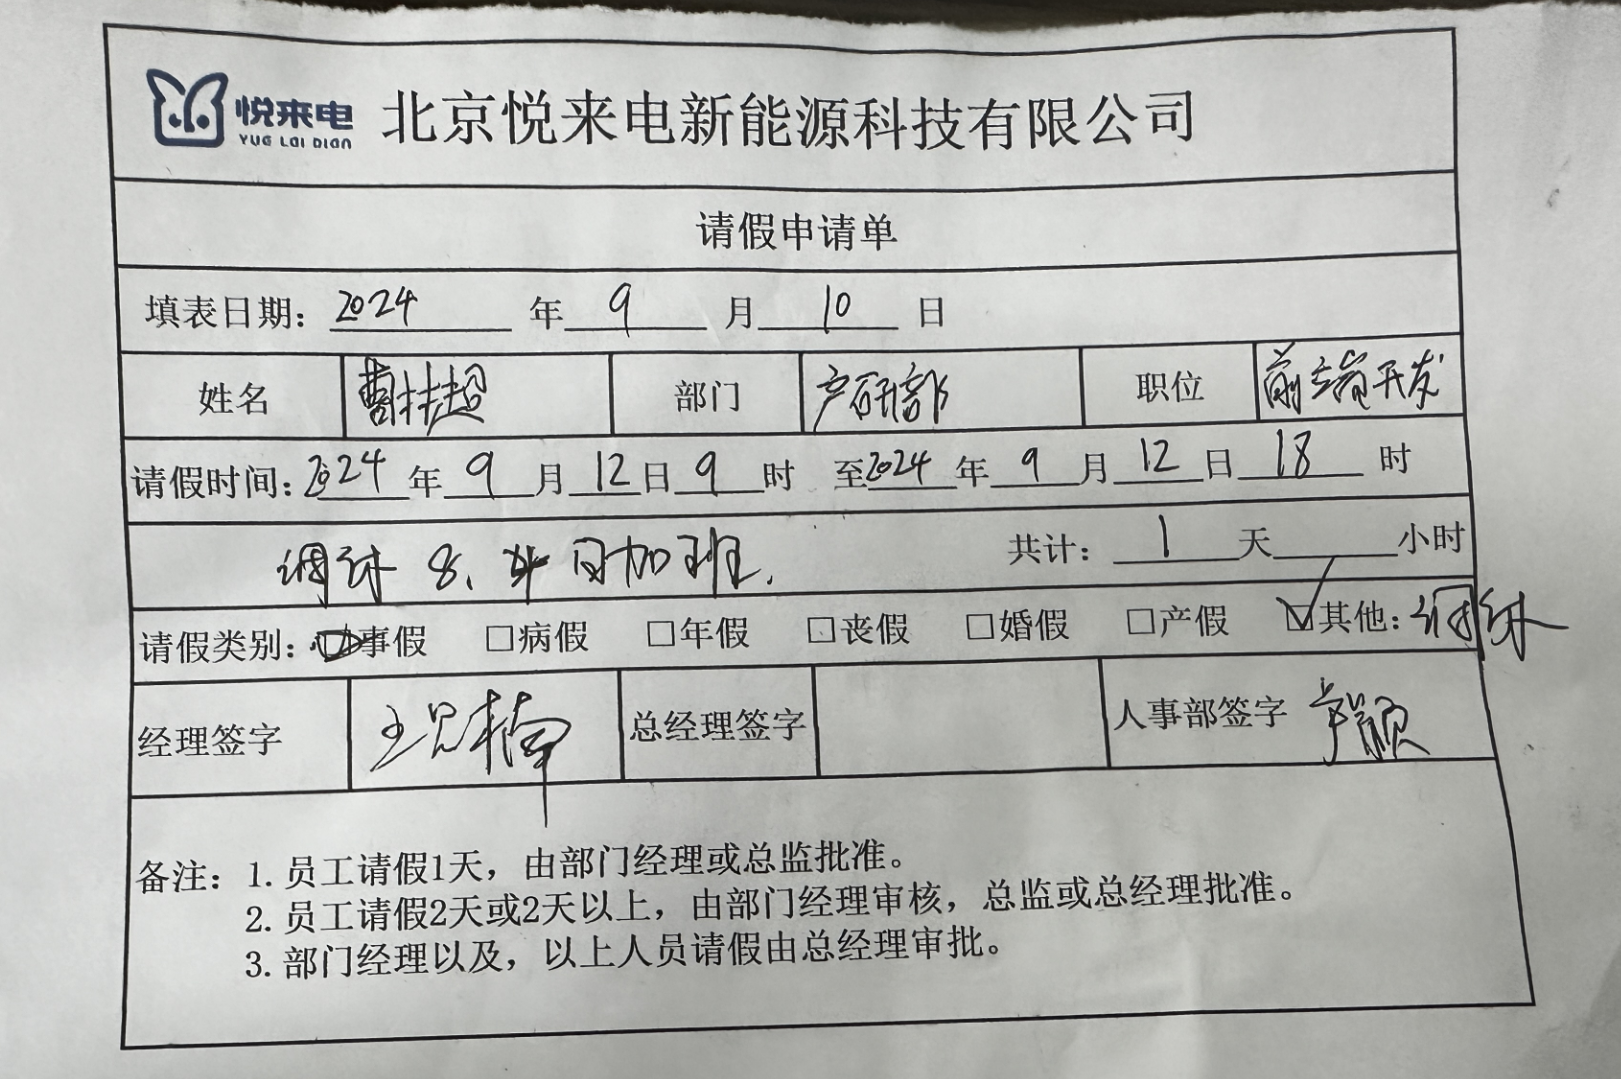 悦来电
YUE LAI DIAN
北京悦来电新能源科技有限公司
请假申请单
填表日期: 2024 年 9 月 10 日
姓名 曹桂超 部门 产研部 职位 前端开发
请假时间: 2024 年 9 月 12 日 9 时 至 2024 年 9 月 12 日 18 时
调休 8. 日加班. 共计: 1 天 小时
请假类别: 事假 □病假 □年假 □丧假 □婚假 □产假 ☑其他: 调休
经理签字 总经理签字 人事部签字 尹颖
备注: 1. 员工请假1天，由部门经理或总监批准。
2. 员工请假2天或2天以上，由部门经理审核，总监或总经理批准。
3. 部门经理以及，以上人员请假由总经理审批。